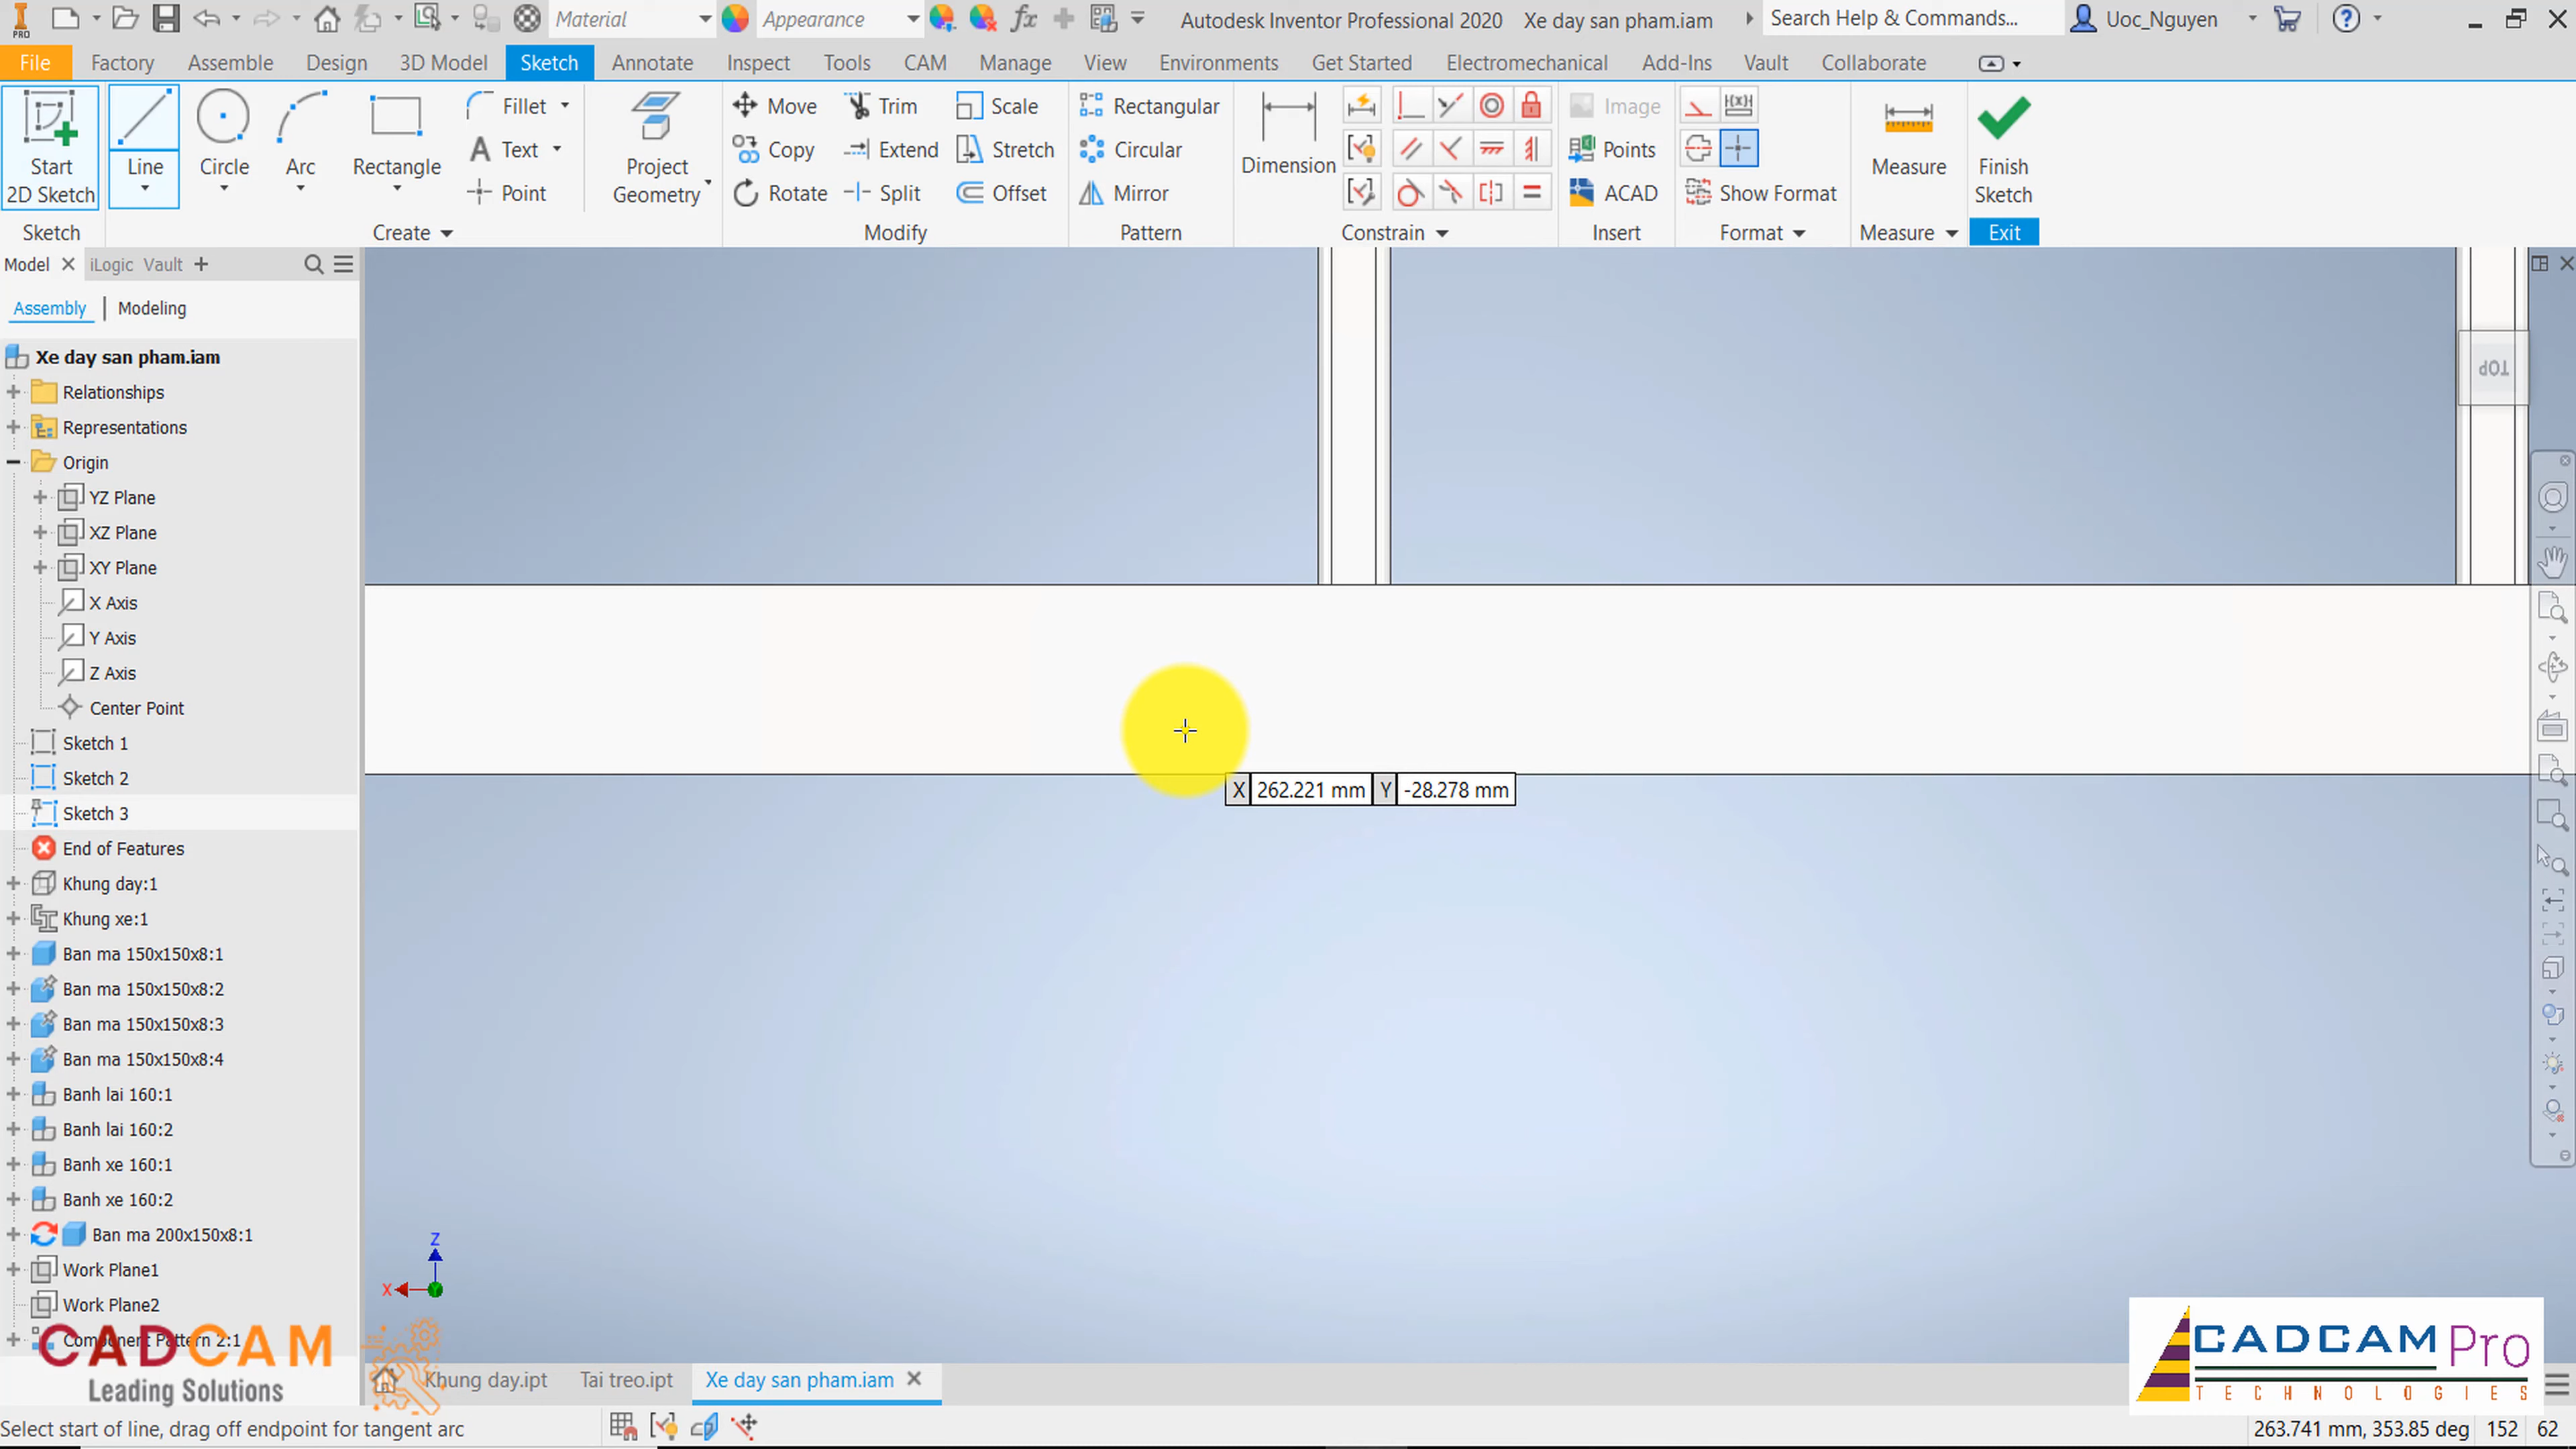 PRO
Material
Appearance
fx
Autodesk Inventor Professional 2020 Xe day san pham.iam
Search Help & Commands...
Uoc_Nguyen
File Factory Assemble Design 3D Model Sketch Annotate Inspect Tools CAM Manage View Environments Get Started Electromechanical Add-Ins Vault Collaborate
Start
2D Sketch
Line
Circle
Arc
Rectangle
Fillet
Text
Point
Project
Geometry
Move
Copy
Rotate
Trim
Extend
Split
Scale
Stretch
Offset
Rectangular
Circular
Mirror
Dimension
Image
Points
ACAD
Show Format
Measure
Finish
Sketch
Sketch Create Modify Pattern Constrain Insert Format Measure Exit
Model iLogic Vault
Assembly | Modeling
Xe day san pham.iam
Relationships
Representations
Origin
YZ Plane
XZ Plane
XY Plane
X Axis
Y Axis
Z Axis
Center Point
Sketch 1
Sketch 2
Sketch 3
End of Features
Khung day:1
Khung xe:1
Ban ma 150x150x8:1
Ban ma 150x150x8:2
Ban ma 150x150x8:3
Ban ma 150x150x8:4
Banh lai 160:1
Banh lai 160:2
Banh xe 160:1
Banh xe 160:2
Ban ma 200x150x8:1
Work Plane1
Work Plane2
Component Pattern 2:1
TOP
X 262.221 mm Y -28.278 mm
Z
X
CADCAM
Leading Solutions
Khung day.ipt Tai treo.ipt Xe day san pham.iam
CADCAM Pro
TECHNOLOGIES
Select start of line, drag off endpoint for tangent arc
263.741 mm, 353.85 deg 152 62